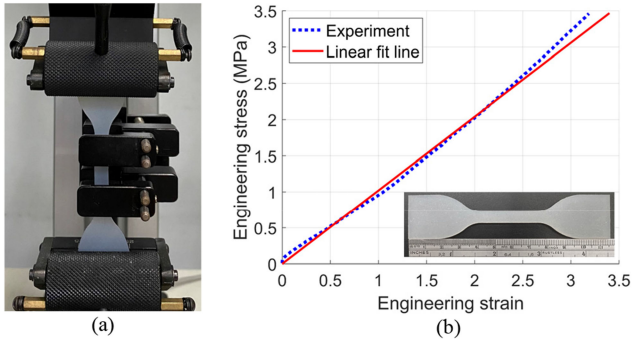 3.5
3
2.5
2
1.5
1
0.5
0
Engineering stress (MPa)
Experiment
Linear fit line
0 0.5 1 1.5 2 2.5 3 3.5
Engineering strain
(a)
(b)